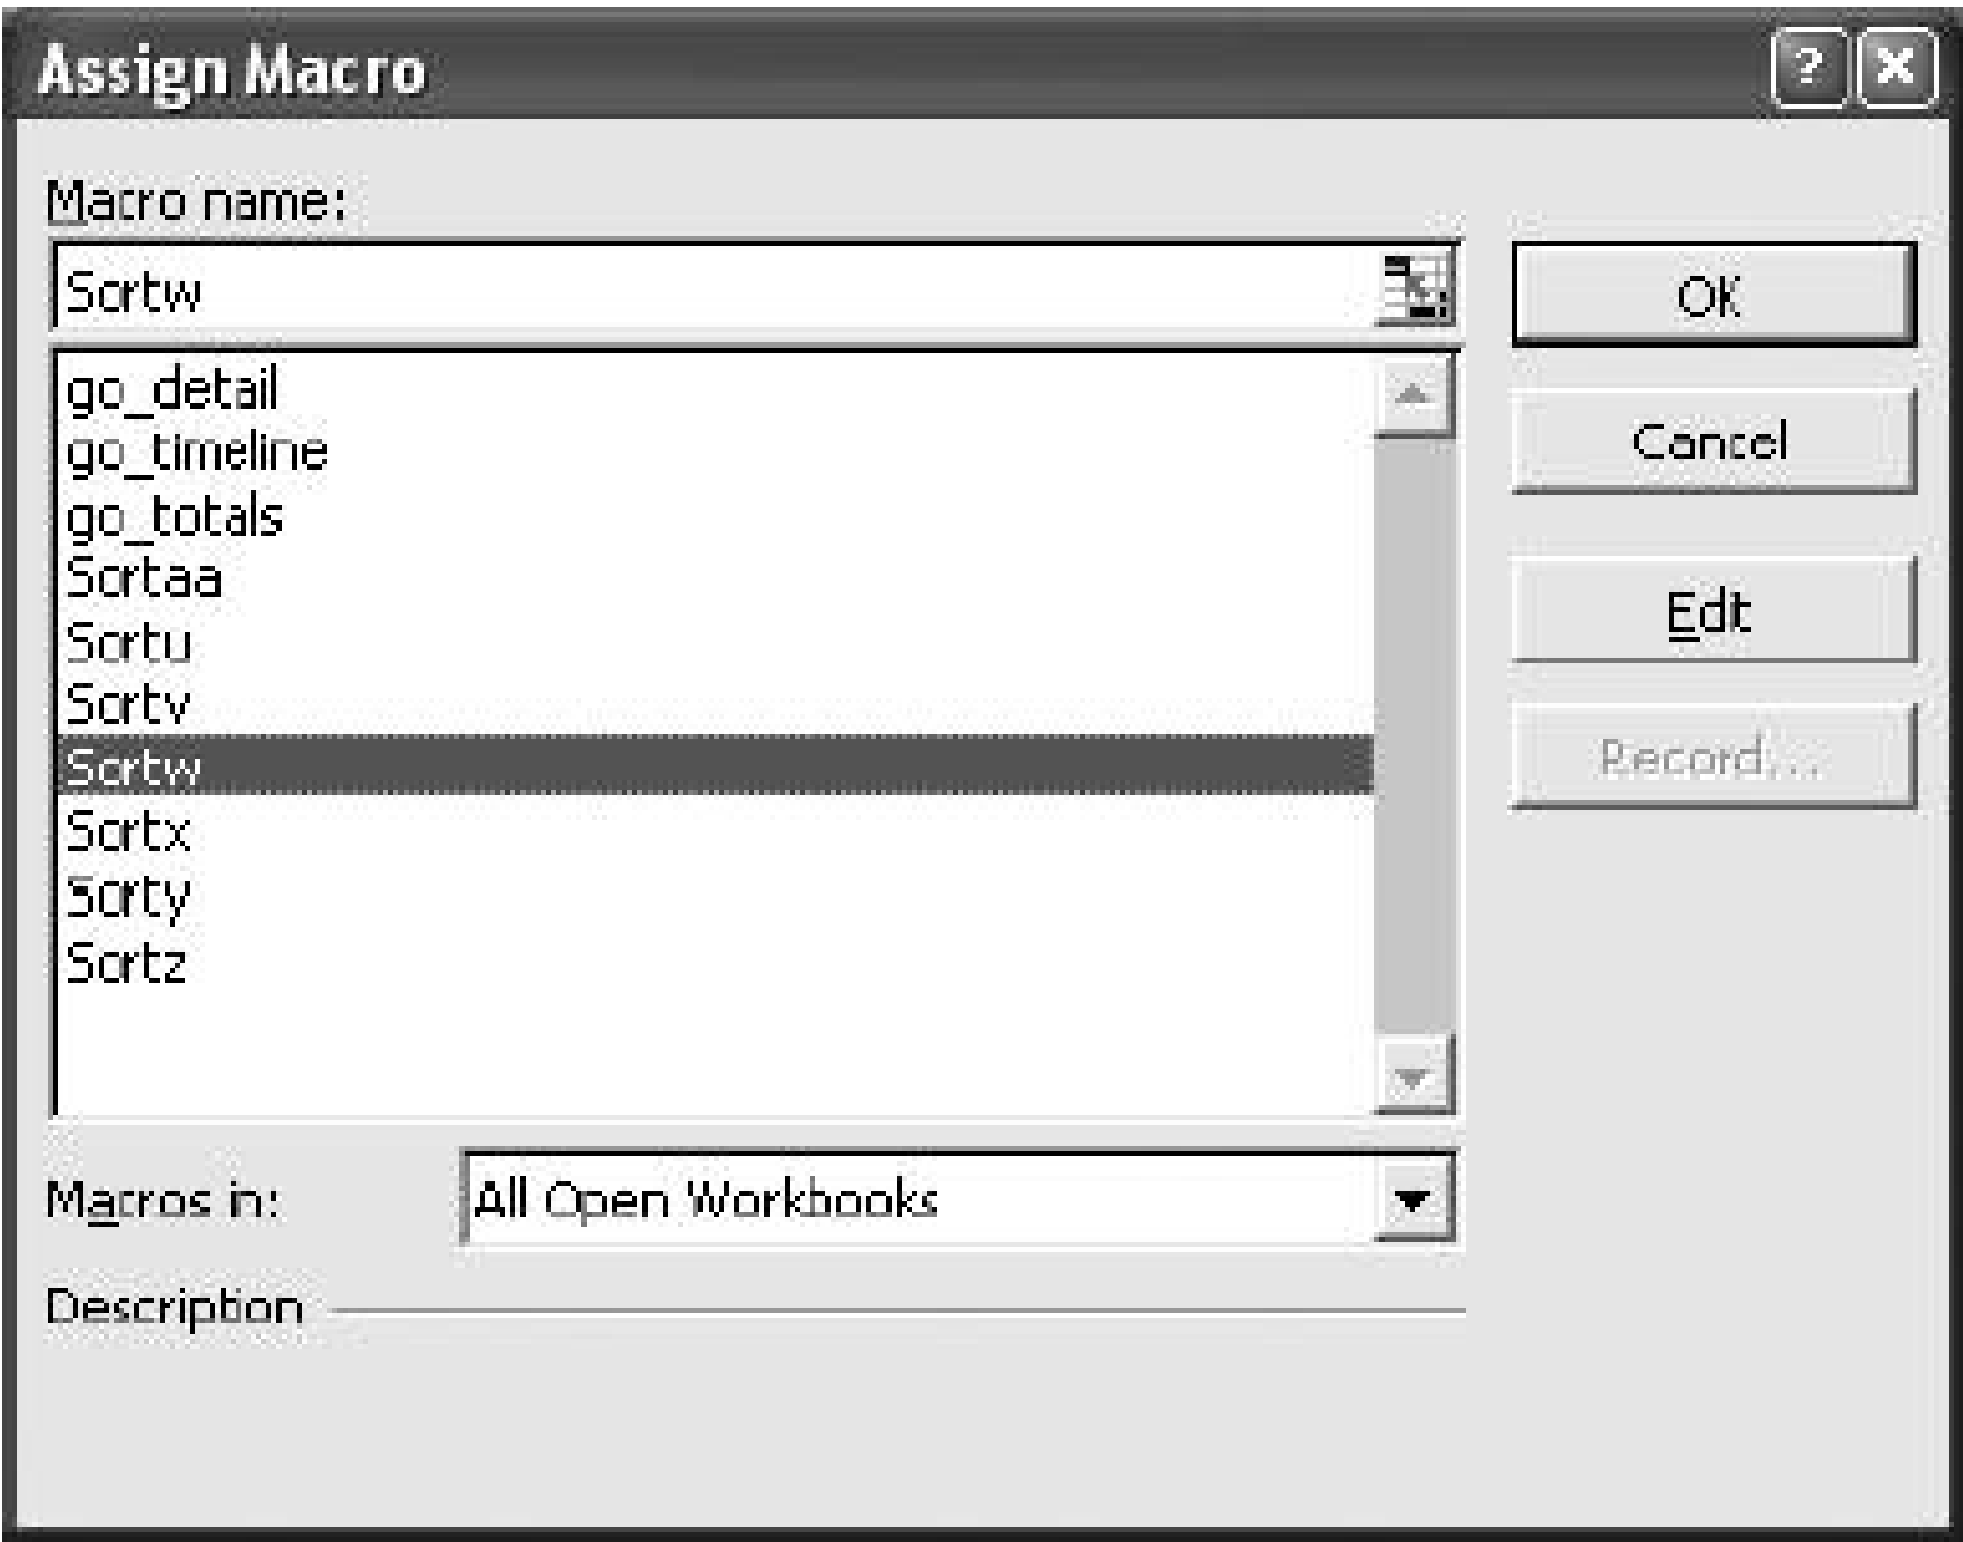 Assign Macro
Macro name:
Sortw
OK
go_detail
Cancel
go_timeline
go_totals
Sortaa
Edit
Sortu
Sortv
Sortw
Record...
Sortx
Sorty
Sortz
Macros in:
All Open Workbooks
Description